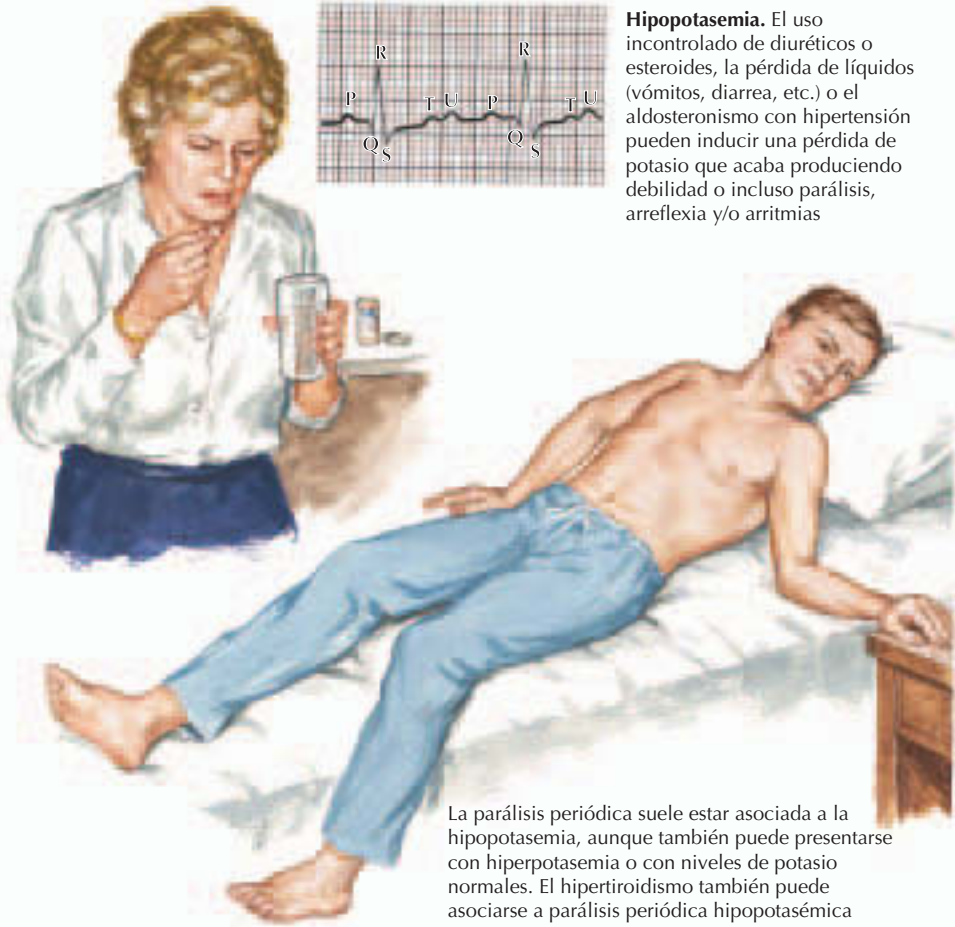 R
P
T
U
Q
S
P
R
T
U
Q
S
Hipopotasemia. El uso
incontrolado de diuréticos o
esteroides, la pérdida de líquidos
(vómitos, diarrea, etc.) o el
aldosteronismo con hipertensión
pueden inducir una pérdida de
potasio que acaba produciendo
debilidad o incluso parálisis,
arreflexia y/o arritmias
La parálisis periódica suele estar asociada a la
hipopotasemia, aunque también puede presentarse
con hiperpotasemia o con niveles de potasio
normales. El hipertiroidismo también puede
asociarse a parálisis periódica hipopotasémica